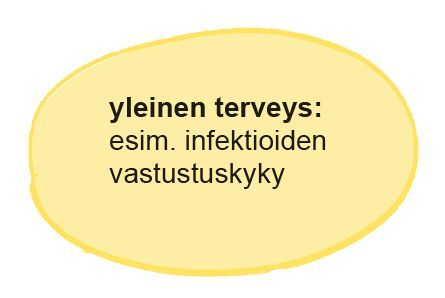 yleinen terveys:
esim. infektioiden
vastustuskyky